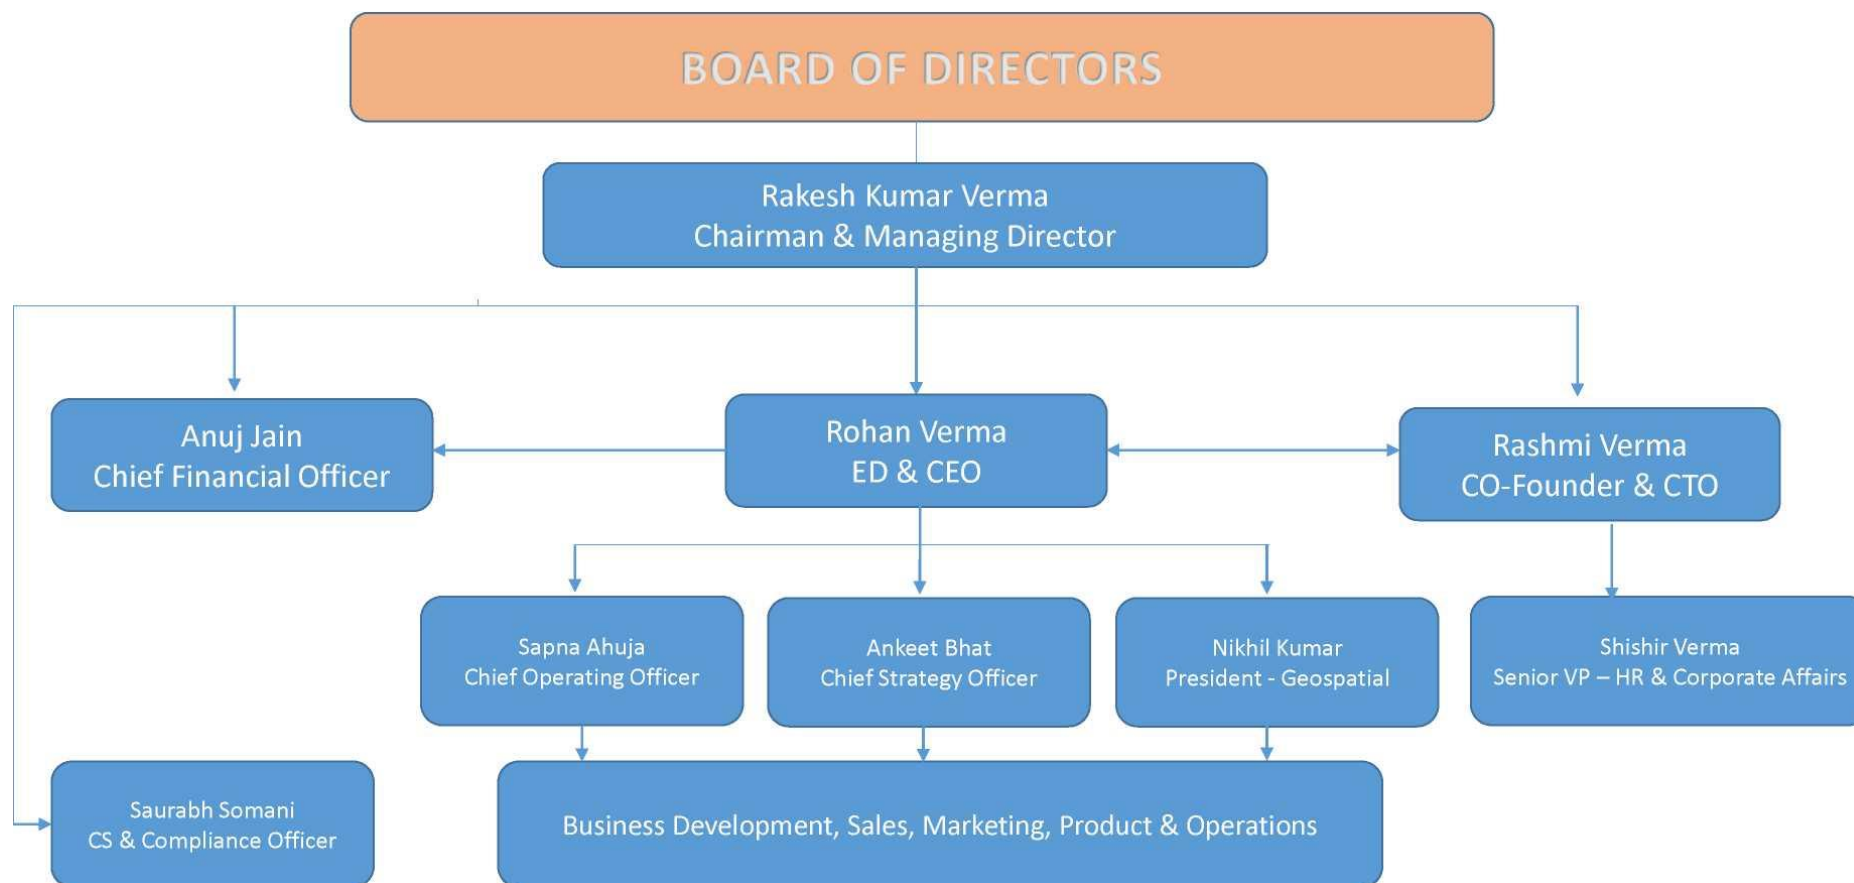 BOARD OF DIRECTORS
Rakesh Kumar Verma
Chairman & Managing Director
Anuj Jain
Chief Financial Officer
Rohan Verma
ED & CEO
Rashmi Verma
CO-Founder & CTO
Sapna Ahuja
Chief Operating Officer
Ankeet Bhat
Chief Strategy Officer
Nikhil Kumar
President - Geospatial
Shishir Verma
Senior VP – HR & Corporate Affairs
Saurabh Somani
CS & Compliance Officer
Business Development, Sales, Marketing, Product & Operations